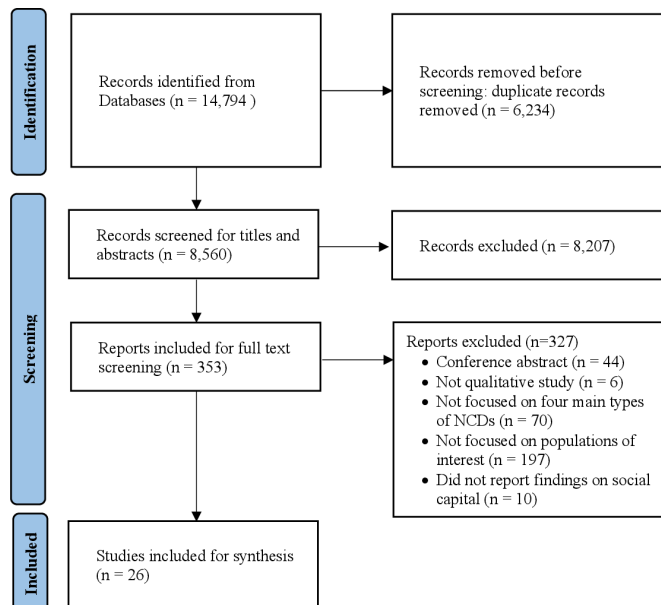 Identification
Records identified from
Databases (n = 14,794 )
Records removed before
screening: duplicate records
removed (n = 6,234)
Screening
Records screened for titles and
abstracts (n = 8,560)
Records excluded (n = 8,207)
Reports included for full text
screening (n = 353)
Reports excluded (n=327)
• Conference abstract (n = 44)
• Not qualitative study (n = 6)
• Not focused on four main types
of NCDs (n = 70)
• Not focused on populations of
interest (n = 197)
• Did not report findings on social
capital (n = 10)
Included
Studies included for synthesis
(n = 26)